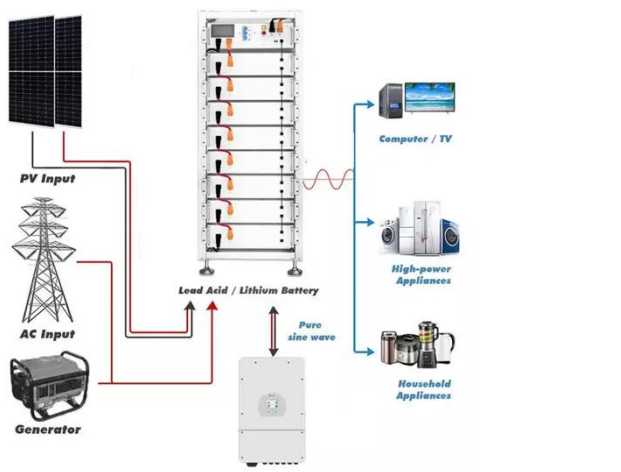 PV Input
AC Input
Generator
Lead Acid / Lithium Battery
Pure
sine wave
Computer / TV
High-power
Appliances
Household
Appliances